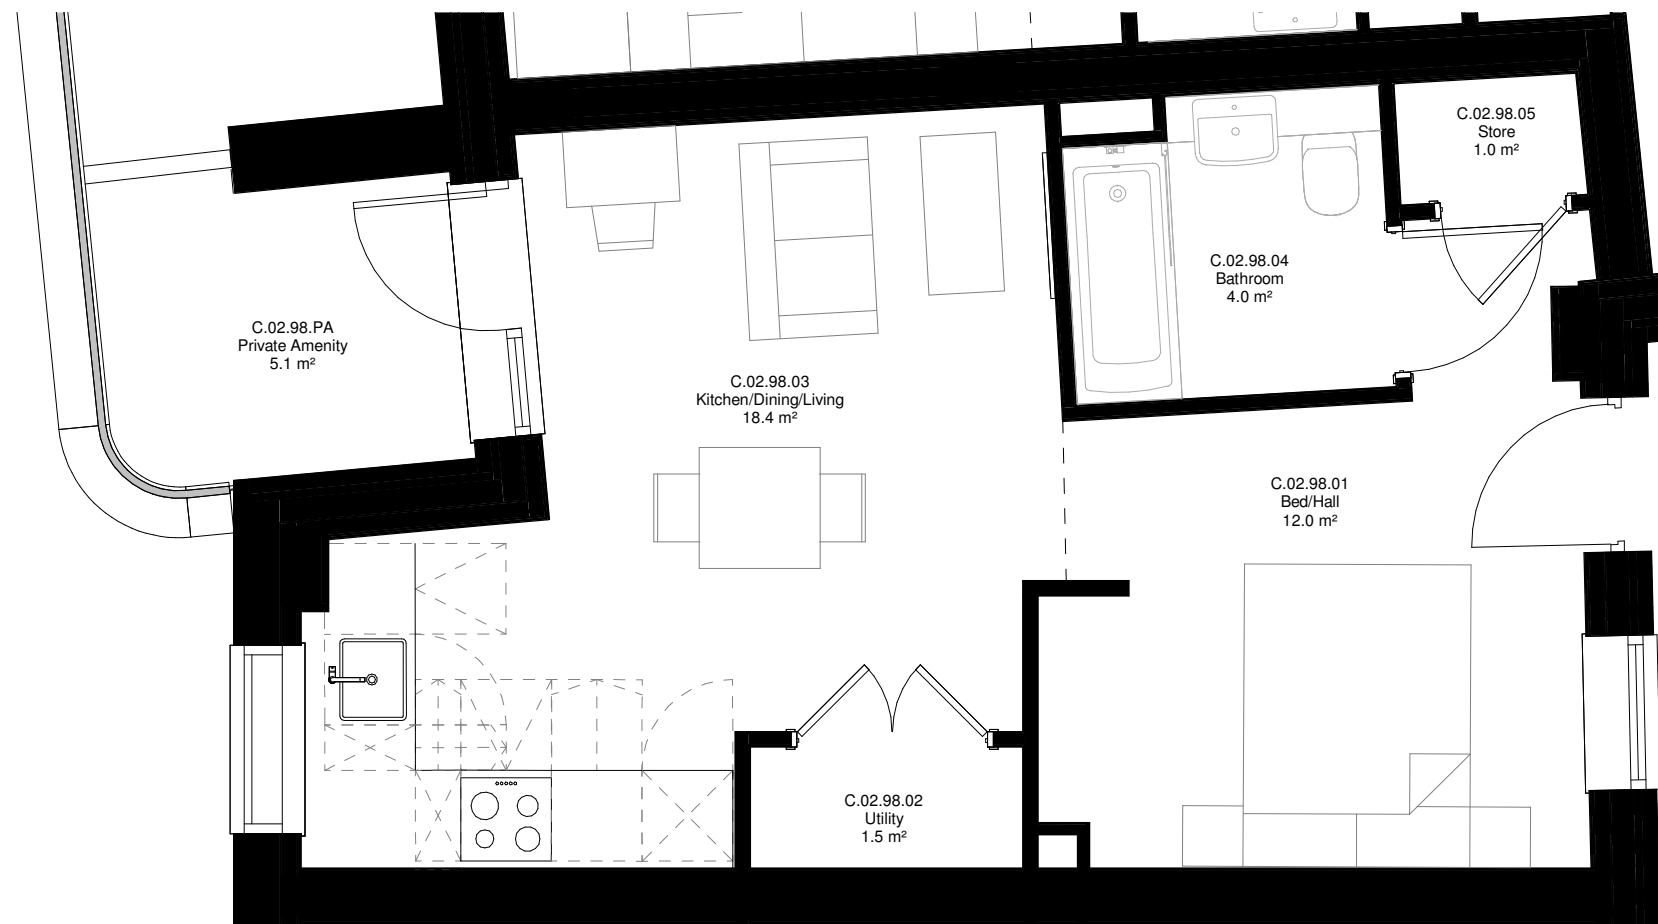 C.02.98.05
Store
1.0 m²
C.02.98.04
Bathroom
4.0 m²
C.02.98.PA
Private Amenity
5.1 m²
C.02.98.03
Kitchen/Dining/Living
18.4 m²
C.02.98.01
Bed/Hall
12.0 m²
C.02.98.02
Utility
1.5 m²